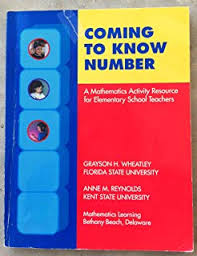 COMING
TO KNOW
NUMBER
A Mathematics Activity Resource
for Elementary School Teachers
GRAYSON H. WHEATLEY
FLORIDA STATE UNIVERSITY
ANNE M. REYNOLDS
KENT STATE UNIVERSITY
Mathematics Learning
Bethany Beach, Delaware